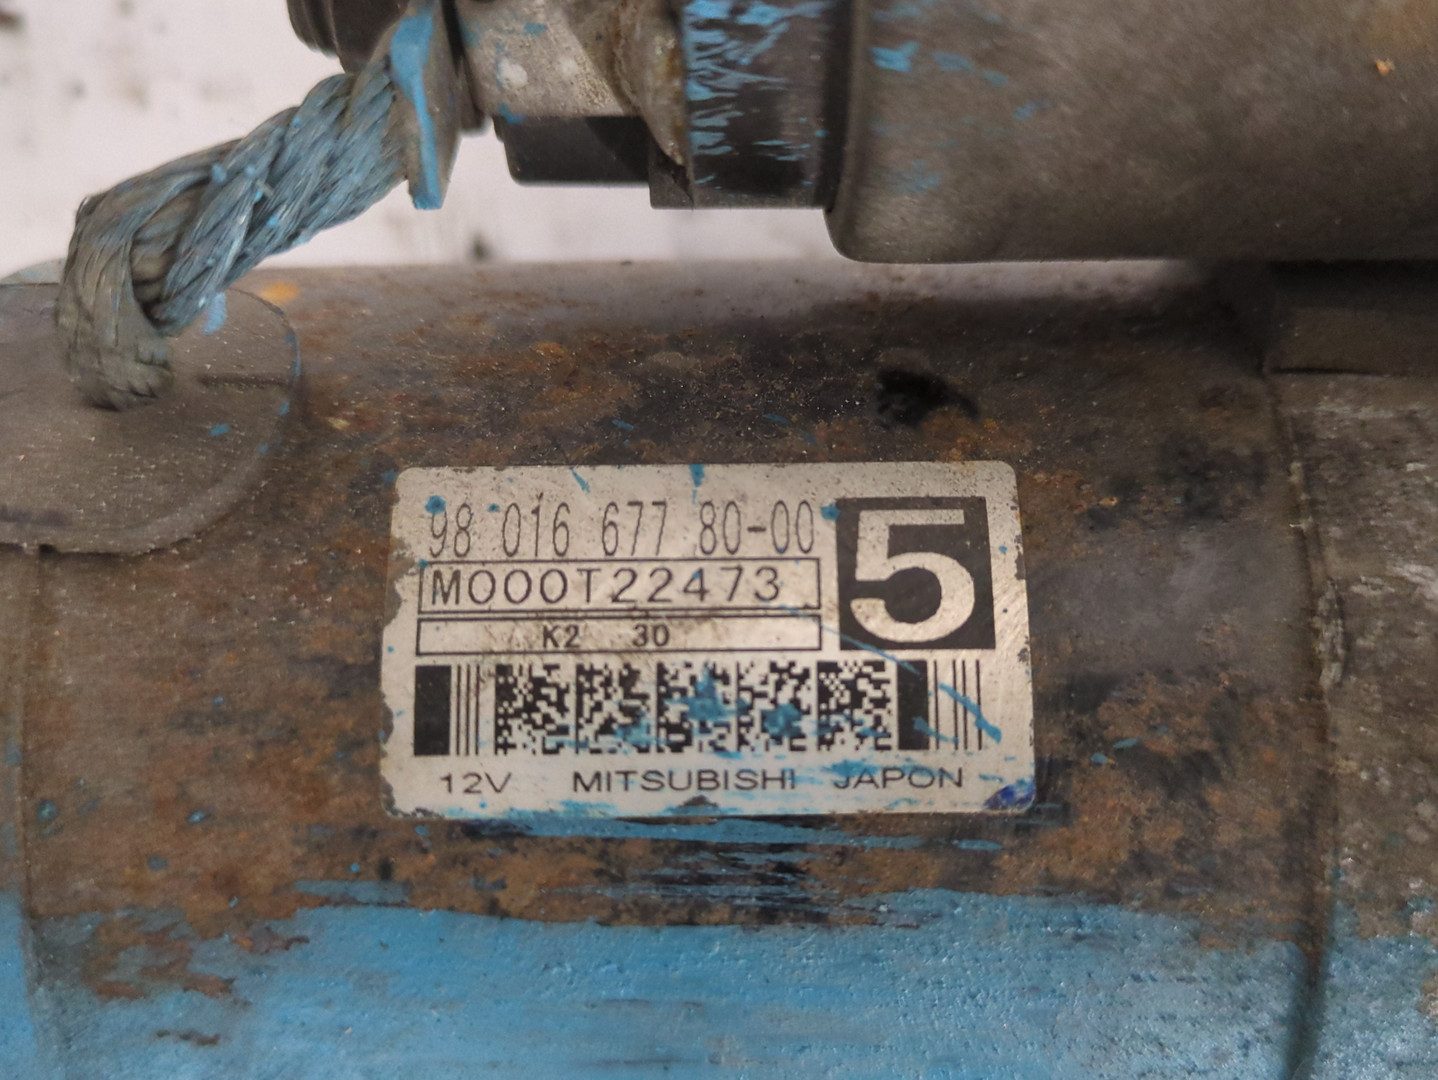 98 016 677 80-00
5
M000T22473
K2 30
12V MITSUBISHI JAPON